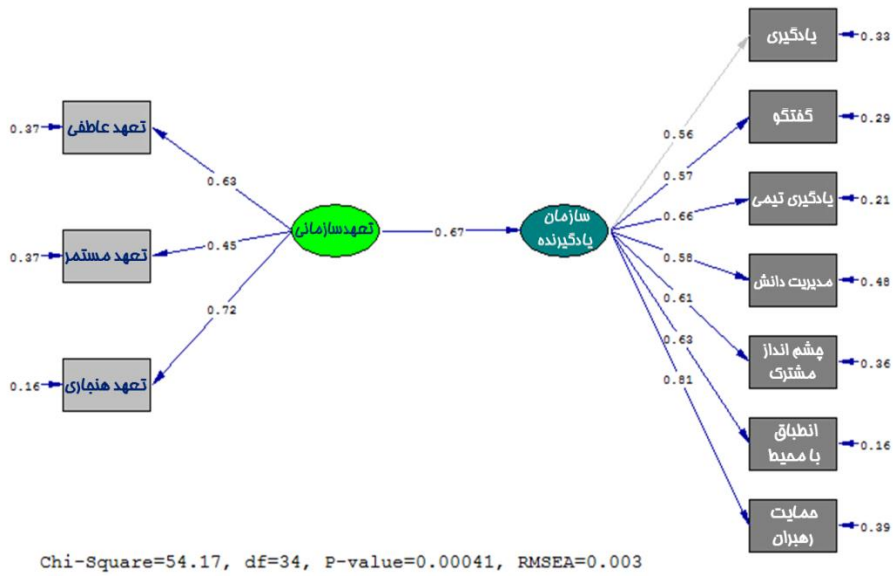 یادگیری
0.33
گفتگو
0.29
یادگیری تیمی
0.21
مدیریت دانش
0.48
چشم انداز
مشترک
0.36
انطباق
با محیط
0.16
حمایت
رهبران
0.39
0.56
0.57
0.66
0.58
0.61
0.63
0.81
سازمان
یادگیرنده
0.67
تعهدسازمانی
0.63
0.45
0.72
تعهد عاطفی
0.37
تعهد مستمر
0.37
تعهد هنجاری
0.16
Chi-Square=54.17, df=34, P-value=0.00041, RMSEA=0.003